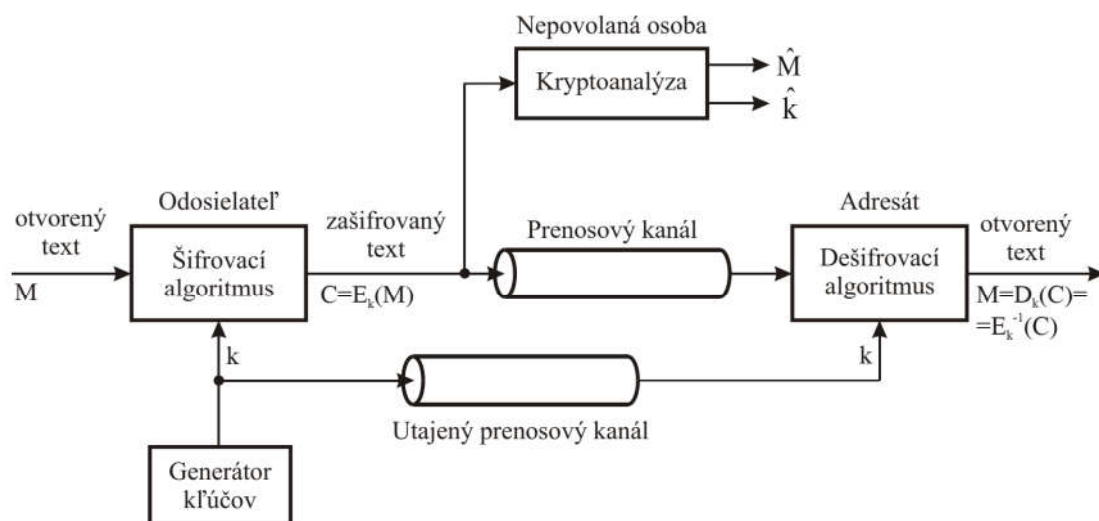 Nepovolaná osoba
Kryptoanalýza
M̂
k̂
Odosielateľ
otvorený
text
M
Šifrovací
algoritmus
zašifrovaný
text
C=Eₖ(M)
Prenosový kanál
Adresát
Dešifrovací
algoritmus
otvorený
text
M=Dₖ(C)=
=Eₖ⁻¹(C)
k
k
Utajený prenosový kanál
Generátor
kľúčov